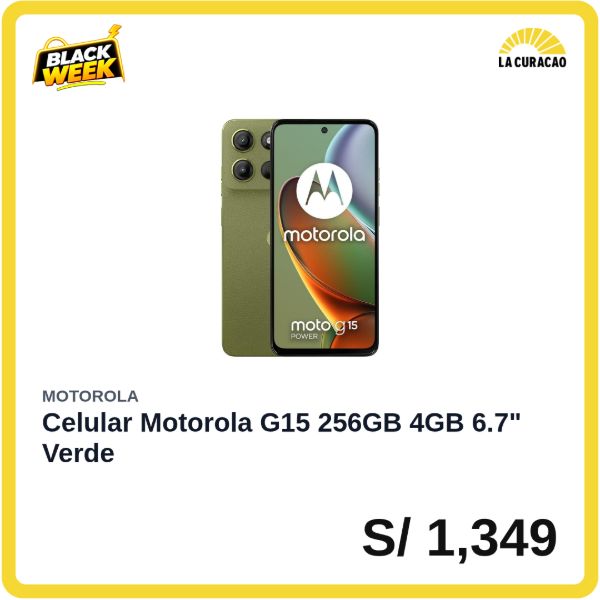 BLACK
WEEK
LA CURACAO
motorola
moto g15
POWER
MOTOROLA
Celular Motorola G15 256GB 4GB 6.7"
Verde
S/ 1,349